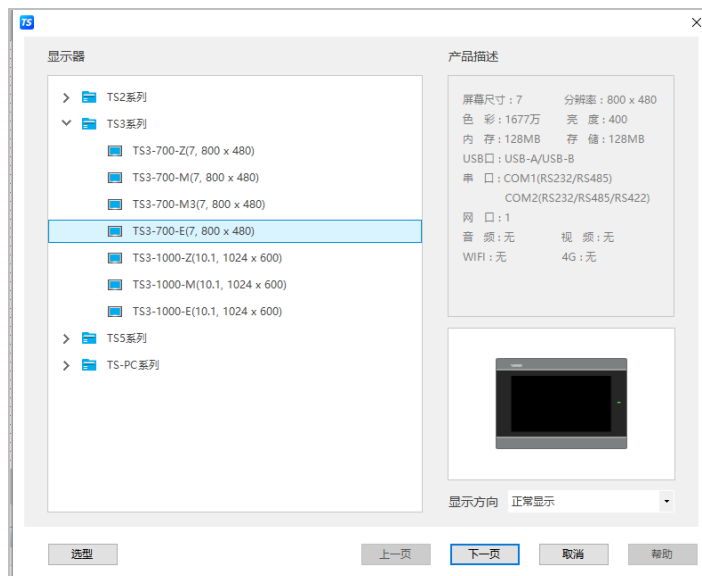 TS
显示器
TS2系列
TS3系列
TS3-700-Z(7, 800 x 480)
TS3-700-M(7, 800 x 480)
TS3-700-M3(7, 800 x 480)
TS3-700-E(7, 800 x 480)
TS3-1000-Z(10.1, 1024 x 600)
TS3-1000-M(10.1, 1024 x 600)
TS3-1000-E(10.1, 1024 x 600)
TS5系列
TS-PC系列
产品描述
屏幕尺寸：7 分辨率：800 x 480
色 彩：1677万 亮 度：400
内 存：128MB 存 储：128MB
USB口：USB-A/USB-B
串 口：COM1(RS232/RS485)
COM2(RS232/RS485/RS422)
网 口：1
音 频：无 视 频：无
WIFI：无 4G：无
显示方向 正常显示
选型 上一页 下一页 取消 帮助